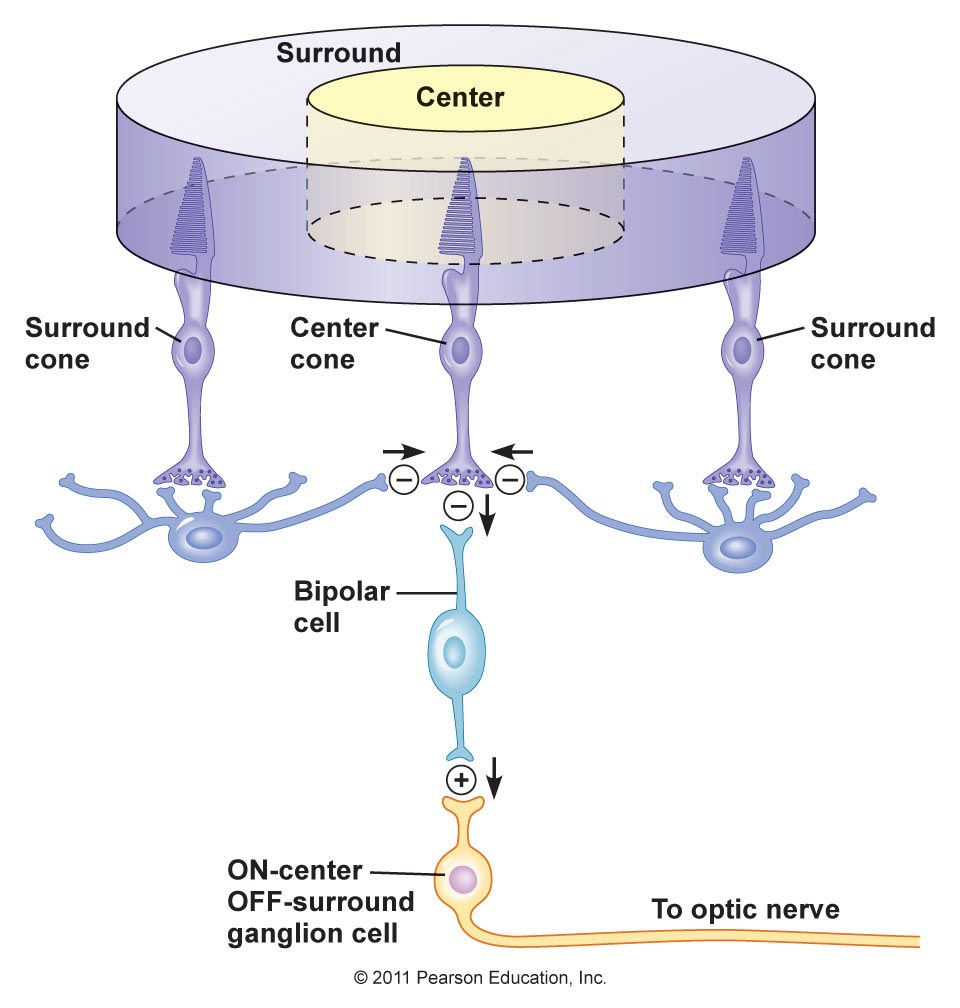 Surround
Center
Surround
cone
Center
cone
Surround
cone
−
−
−
Bipolar
cell
+
ON-center
OFF-surround
ganglion cell
To optic nerve
© 2011 Pearson Education, Inc.